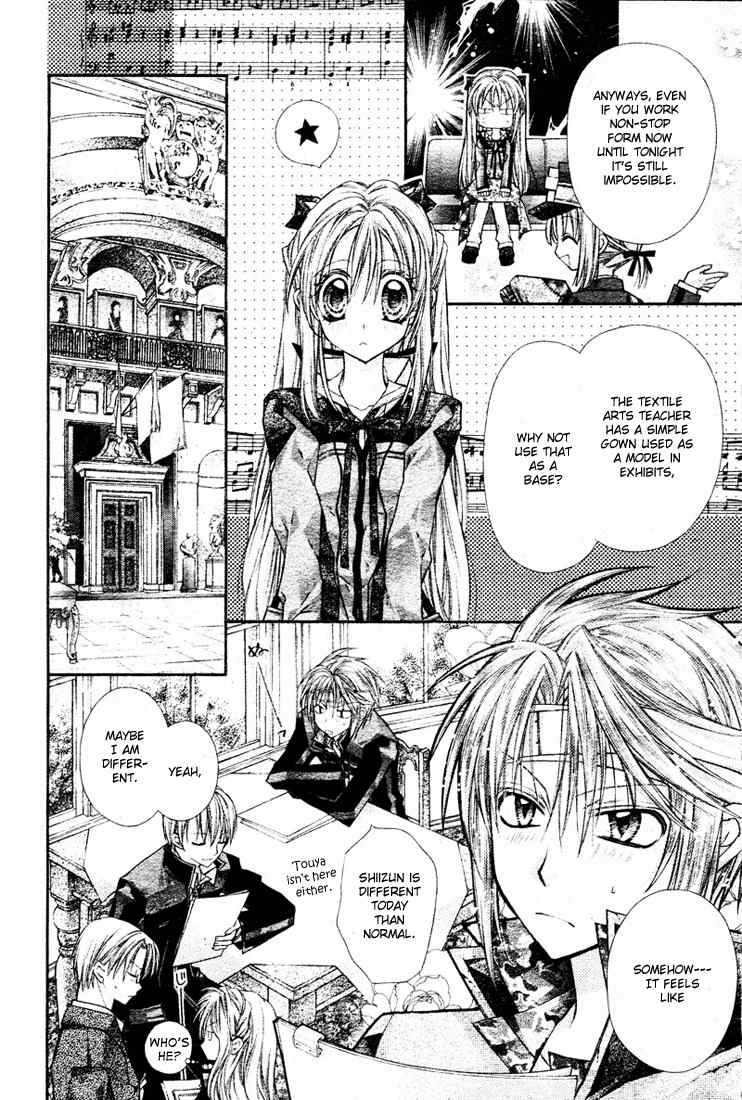 ANYWAYS, EVEN
IF YOU WORK
NON-STOP
FORM NOW
UNTIL TONIGHT
IT'S STILL
IMPOSSIBLE.
THE TEXTILE
ARTS TEACHER
HAS A SIMPLE
GOWN USED AS
A MODEL IN
EXHIBITS,
WHY NOT
USE THAT
AS A
BASE?
SOMEHOW---
IT FEELS
LIKE
SHIIZUN IS
DIFFERENT
TODAY
THAN
NORMAL.
Touya
isn't here
either.
YEAH,
MAYBE
I AM
DIFFER-
ENT.
WHO'S
HE?